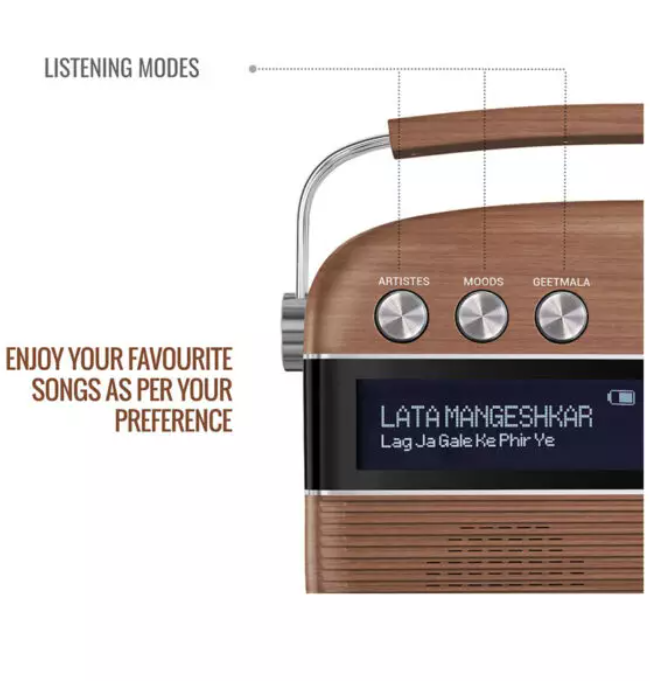 LISTENING MODES
ARTISTES MOODS GEETMALA
ENJOY YOUR FAVOURITE
SONGS AS PER YOUR
PREFERENCE
LATA MANGESHKAR
Lag Ja Gale Ke Phir Ye